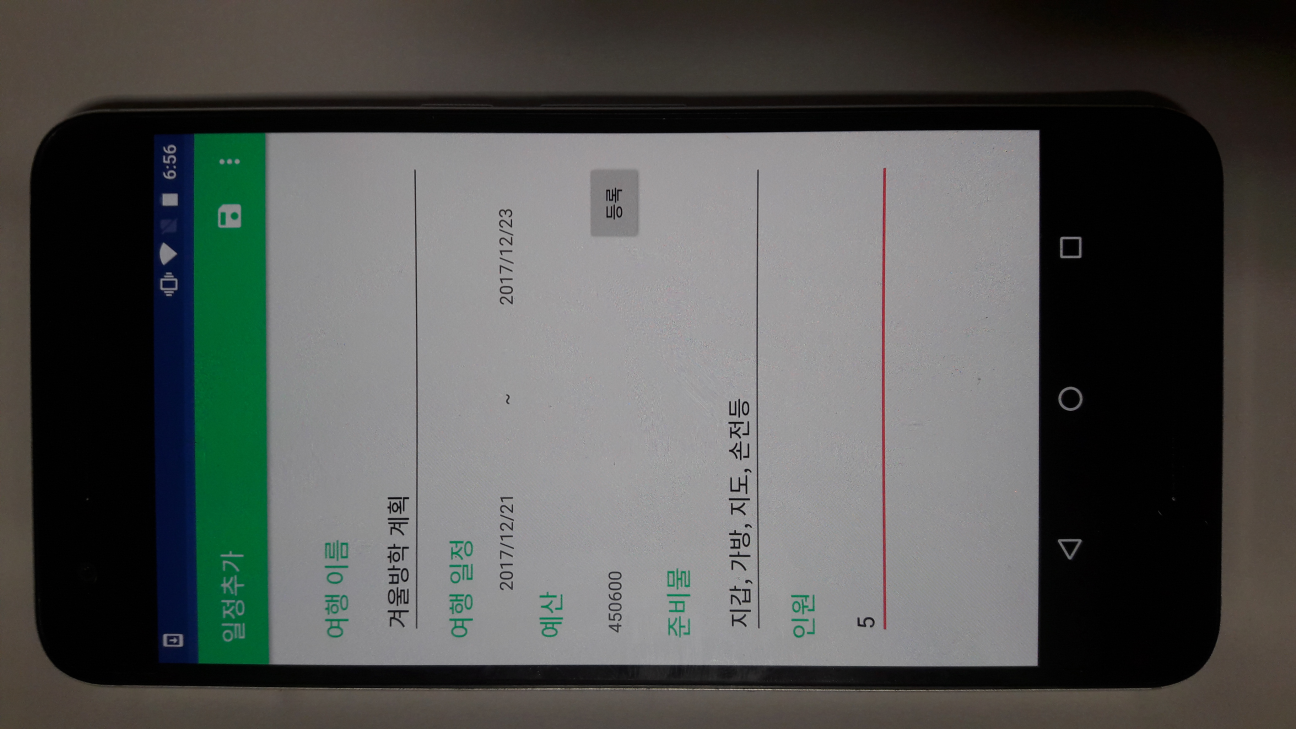 6:56
일정추가
여행 이름
겨울방학 계획
여행 일정
2017/12/21 ~ 2017/12/23
예산
450600 등록
준비물
지갑, 가방, 지도, 손전등
인원
5